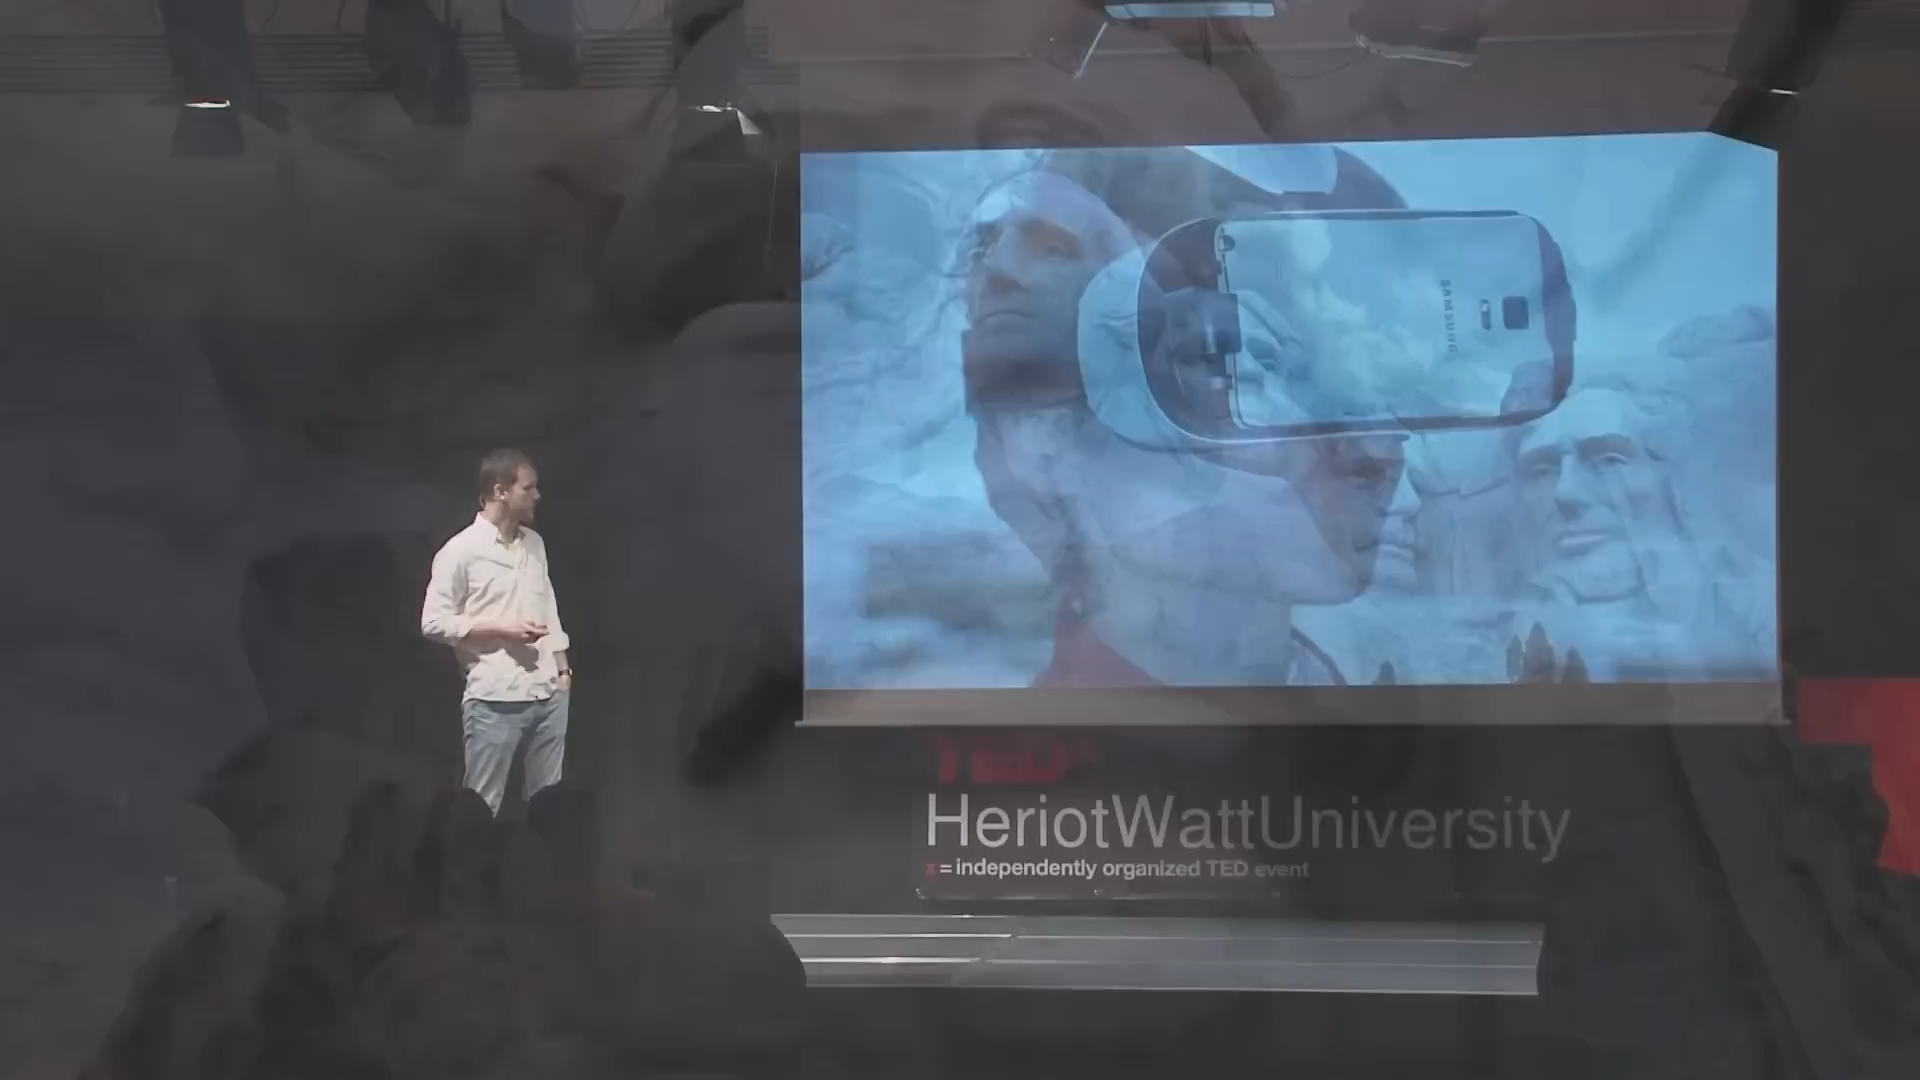 SAMSUNG
TEDx
HeriotWattUniversity
x = independently organized TED event